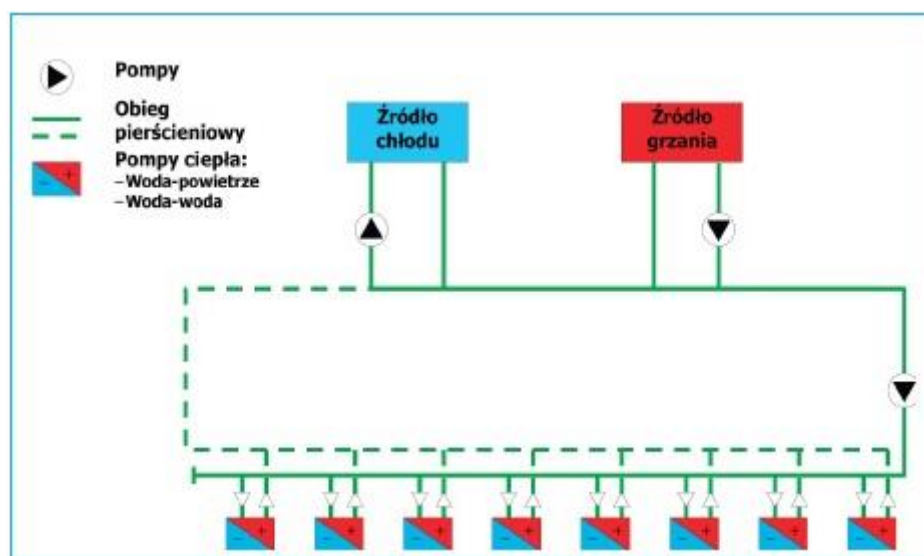 Pompy
Obieg
pierścieniowy
Pompy ciepła:
–Woda-powietrze
–Woda-woda
Źródło
chłodu
Źródło
grzania
– +
– +
– +
– +
– +
– +
– +
– +
– +